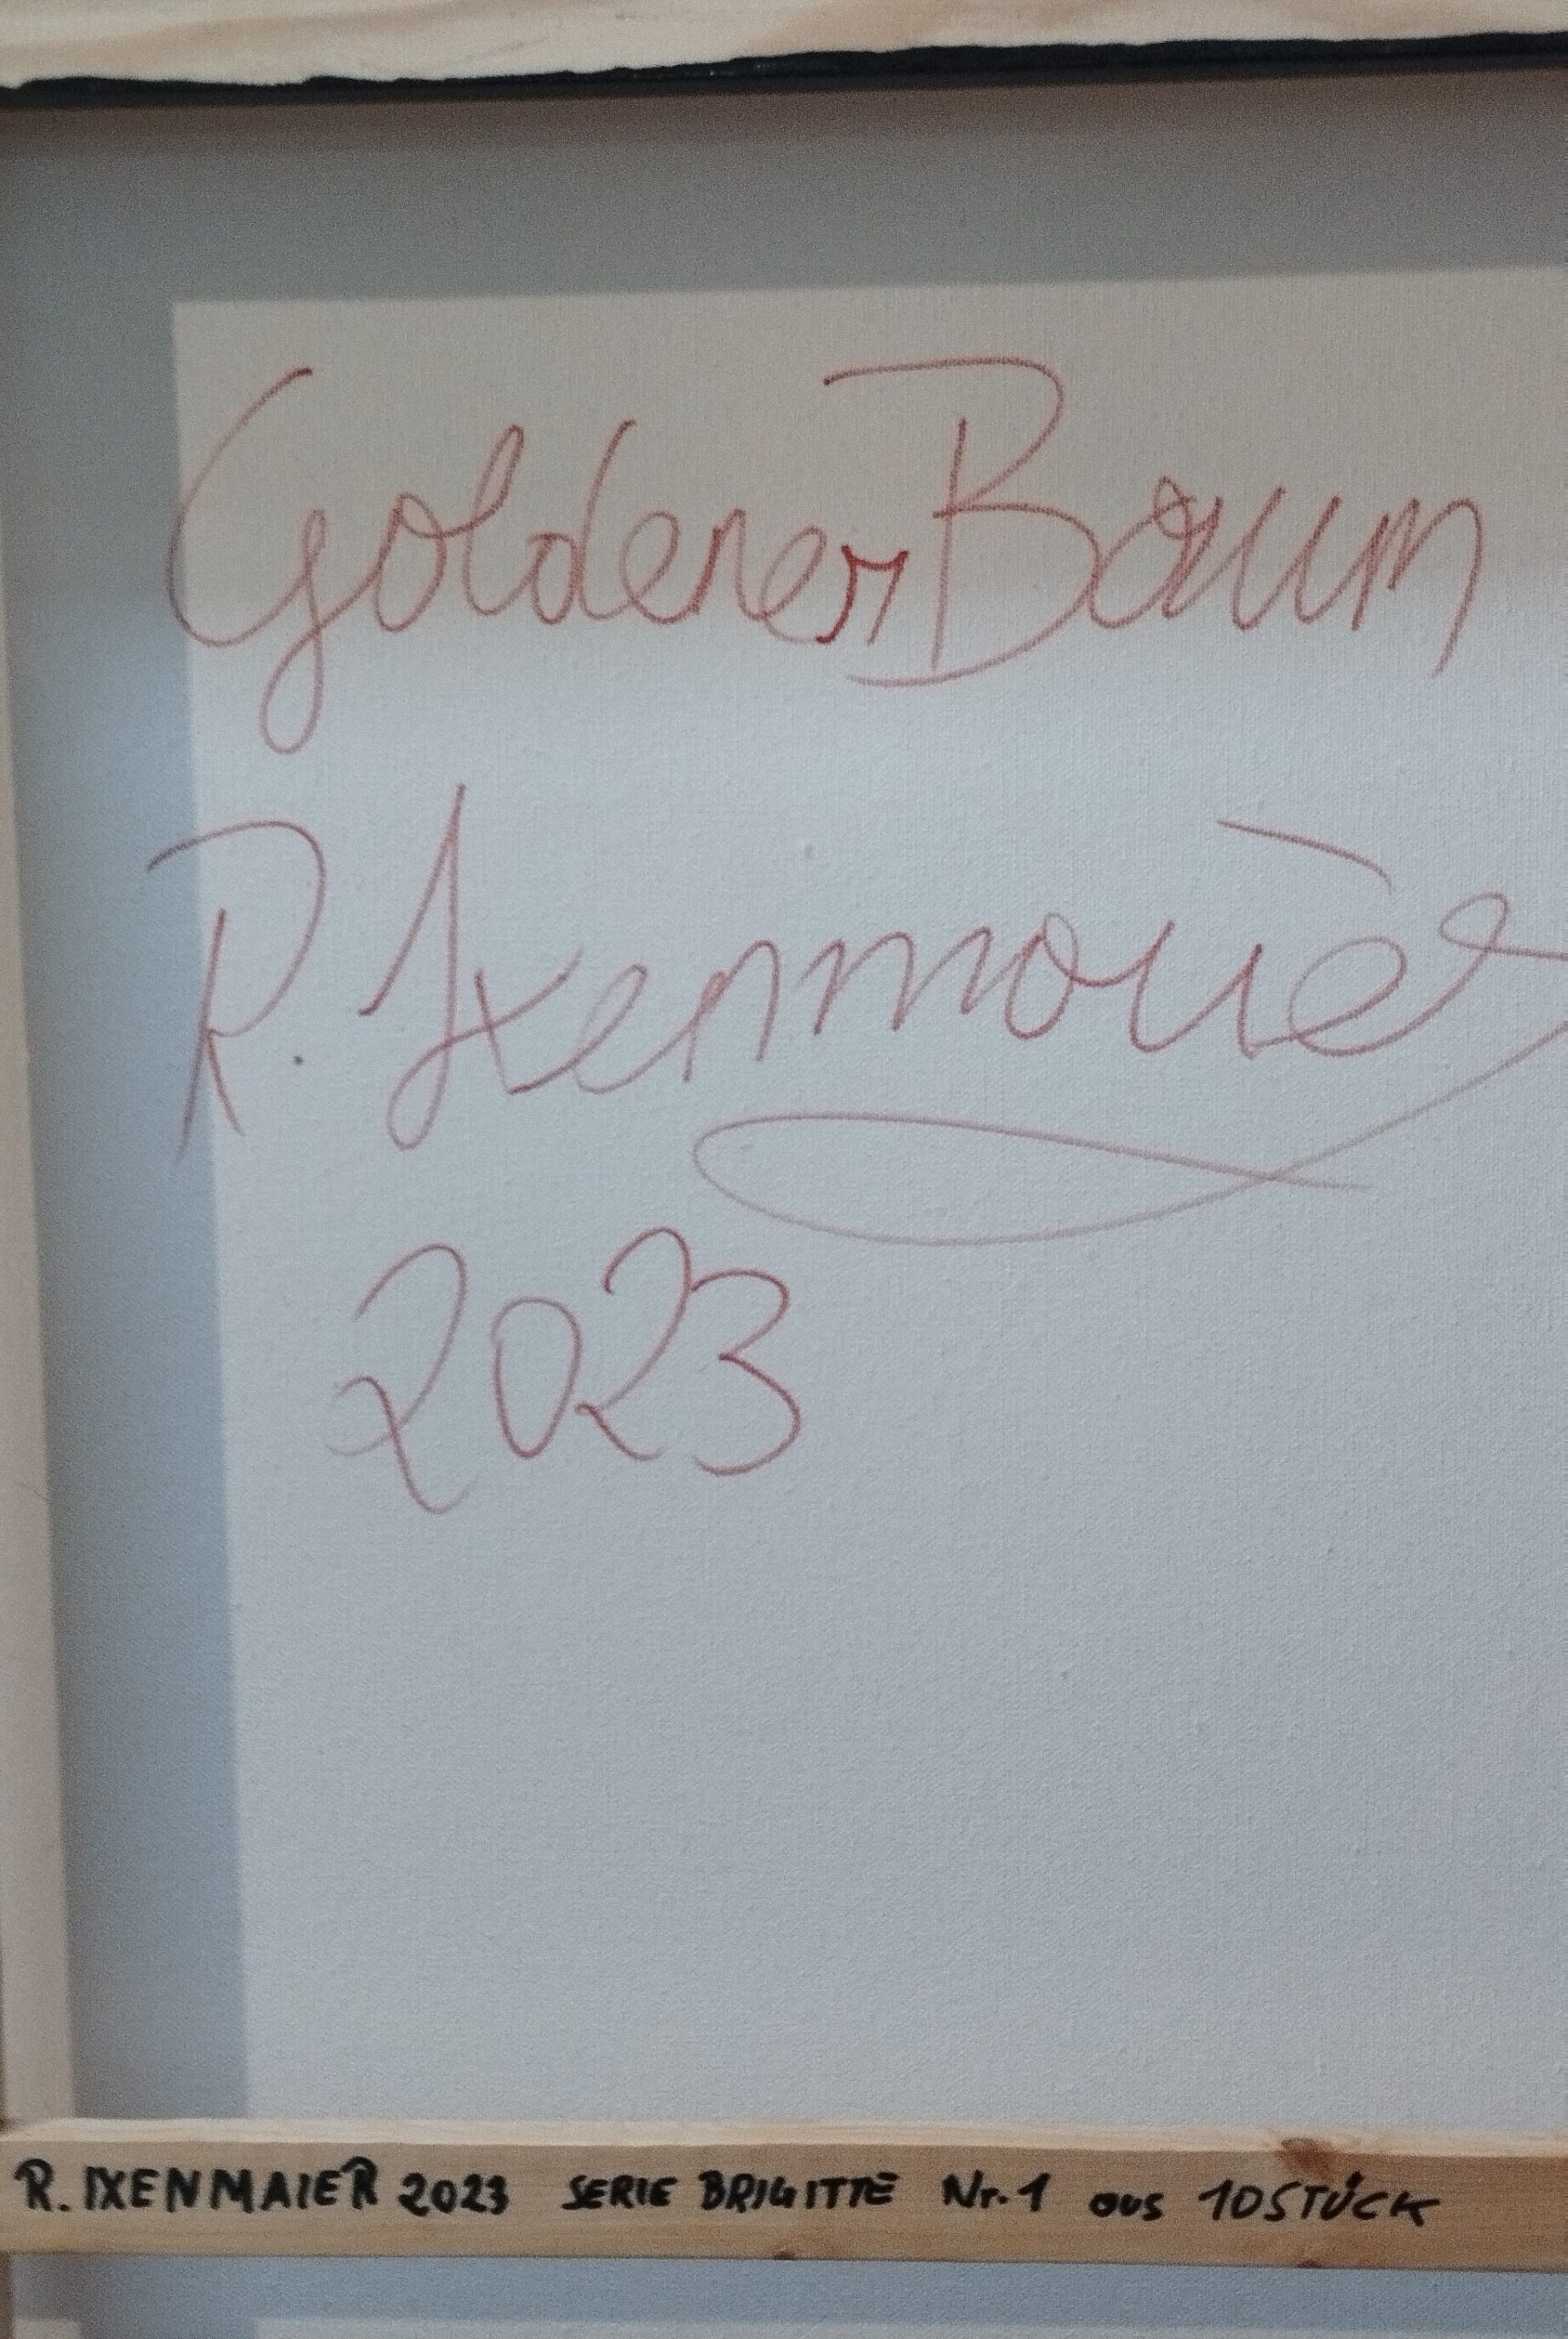 Goldener Baum
R. Ixenmaier
2023
R. IXENMAIER 2023 SERIE BRIGITTE Nr. 1 aus 10 STÜCK